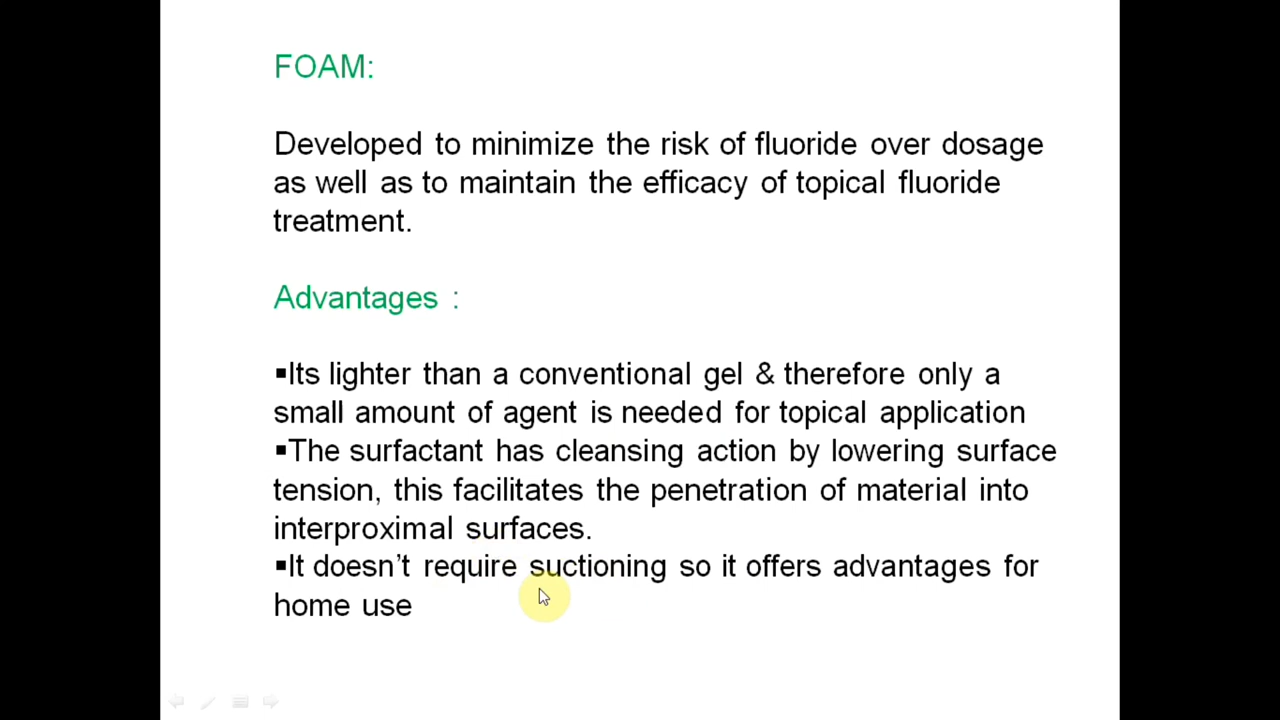 FOAM:
Developed to minimize the risk of fluoride over dosage
as well as to maintain the efficacy of topical fluoride
treatment.
Advantages :
▪Its lighter than a conventional gel & therefore only a
small amount of agent is needed for topical application
▪The surfactant has cleansing action by lowering surface
tension, this facilitates the penetration of material into
interproximal surfaces.
▪It doesn’t require suctioning so it offers advantages for
home use